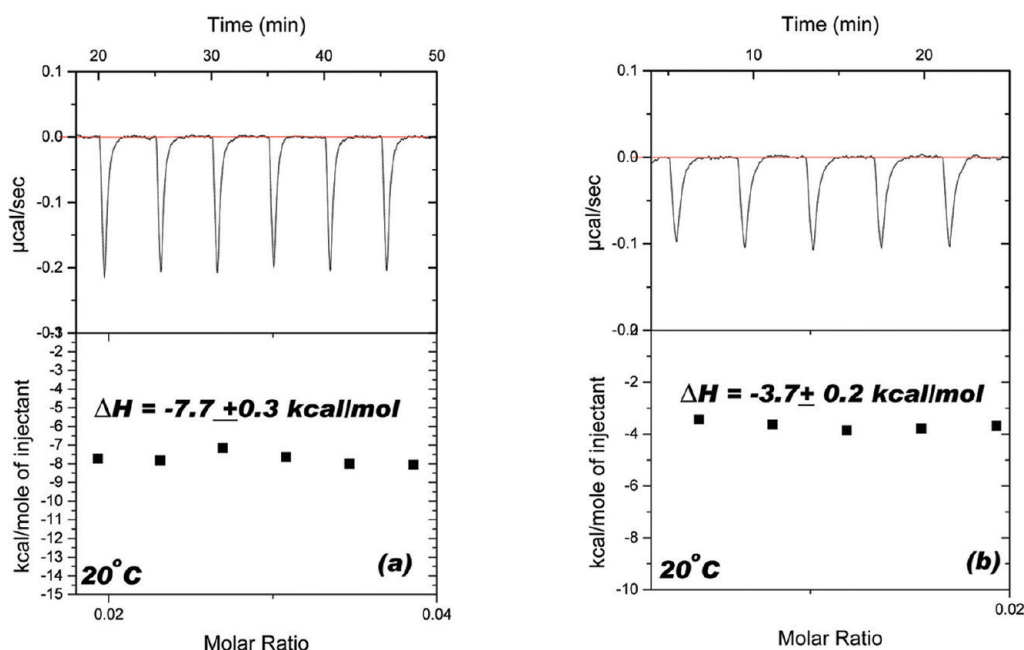 Time (min)
20 30 40 50
0.1
0.0
-0.1
-0.2
µcal/sec
-2
-3
-4
-5
-6
-7
-8
-9
-10
-11
-12
-13
-14
-15
kcal/mole of injectant
ΔH = -7.7 ±0.3 kcal/mol
20°C
(a)
0.02 0.04
Molar Ratio
Time (min)
10 20
0.1
0.0
-0.1
µcal/sec
-2
-4
-6
-8
-10
kcal/mole of injectant
ΔH = -3.7± 0.2 kcal/mol
20°C
(b)
0.02
Molar Ratio